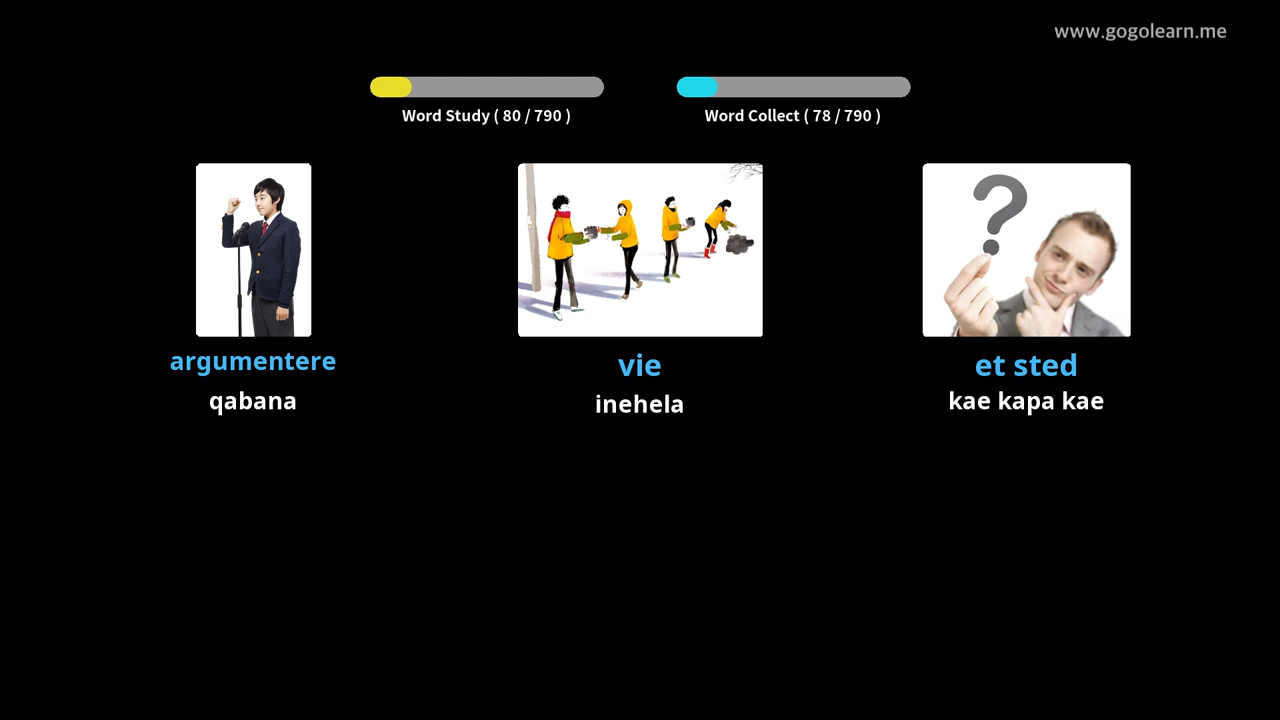 www.gogolearn.me
Word Study ( 80 / 790 )
Word Collect ( 78 / 790 )
argumentere
qabana
vie
inehela
et sted
kae kapa kae